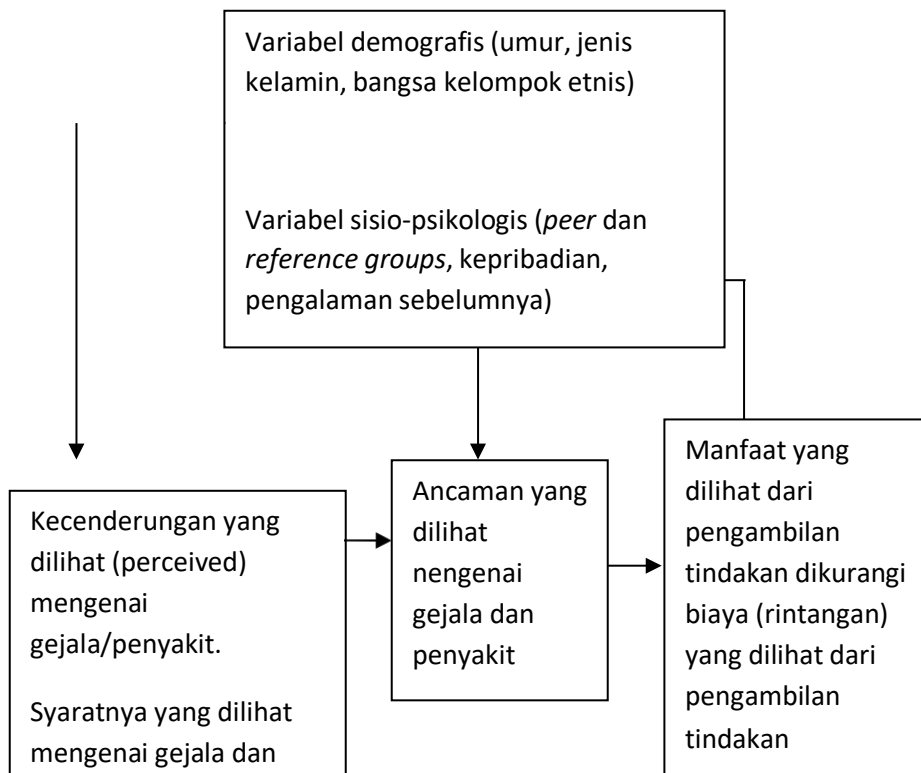 Variabel demografis (umur, jenis
kelamin, bangsa kelompok etnis)
Variabel sisio-psikologis (peer dan
reference groups, kepribadian,
pengalaman sebelumnya)
Kecenderungan yang
dilihat (perceived)
mengenai
gejala/penyakit.
Syaratnya yang dilihat
mengenai gejala dan
Ancaman yang
dilihat
nengenai
gejala dan
penyakit
Manfaat yang
dilihat dari
pengambilan
tindakan dikurangi
biaya (rintangan)
yang dilihat dari
pengambilan
tindakan